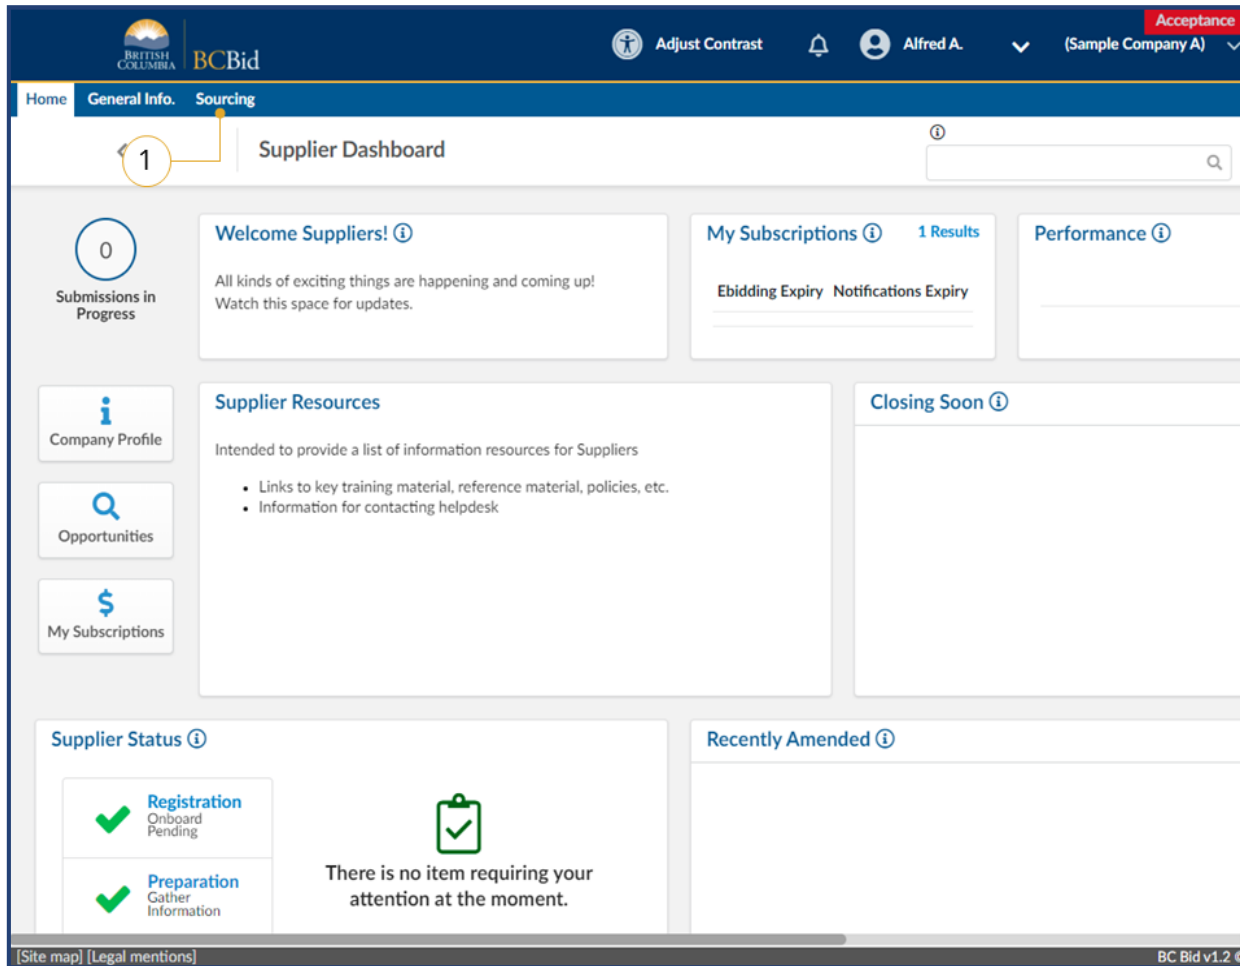 Acceptance
BRITISH
COLUMBIA
BCBid
Adjust Contrast
Alfred A.
(Sample Company A)
Home General Info. Sourcing
1
Supplier Dashboard
0
Submissions in
Progress
Welcome Suppliers!
All kinds of exciting things are happening and coming up!
Watch this space for updates.
My Subscriptions 1 Results
Ebidding Expiry Notifications Expiry
Performance
Company Profile
Opportunities
My Subscriptions
Supplier Resources
Intended to provide a list of information resources for Suppliers
• Links to key training material, reference material, policies, etc.
• Information for contacting helpdesk
Closing Soon
Supplier Status
Registration
Onboard
Pending
Preparation
Gather
Information
There is no item requiring your
attention at the moment.
Recently Amended
[Site map] [Legal mentions]
BC Bid v1.2 ©